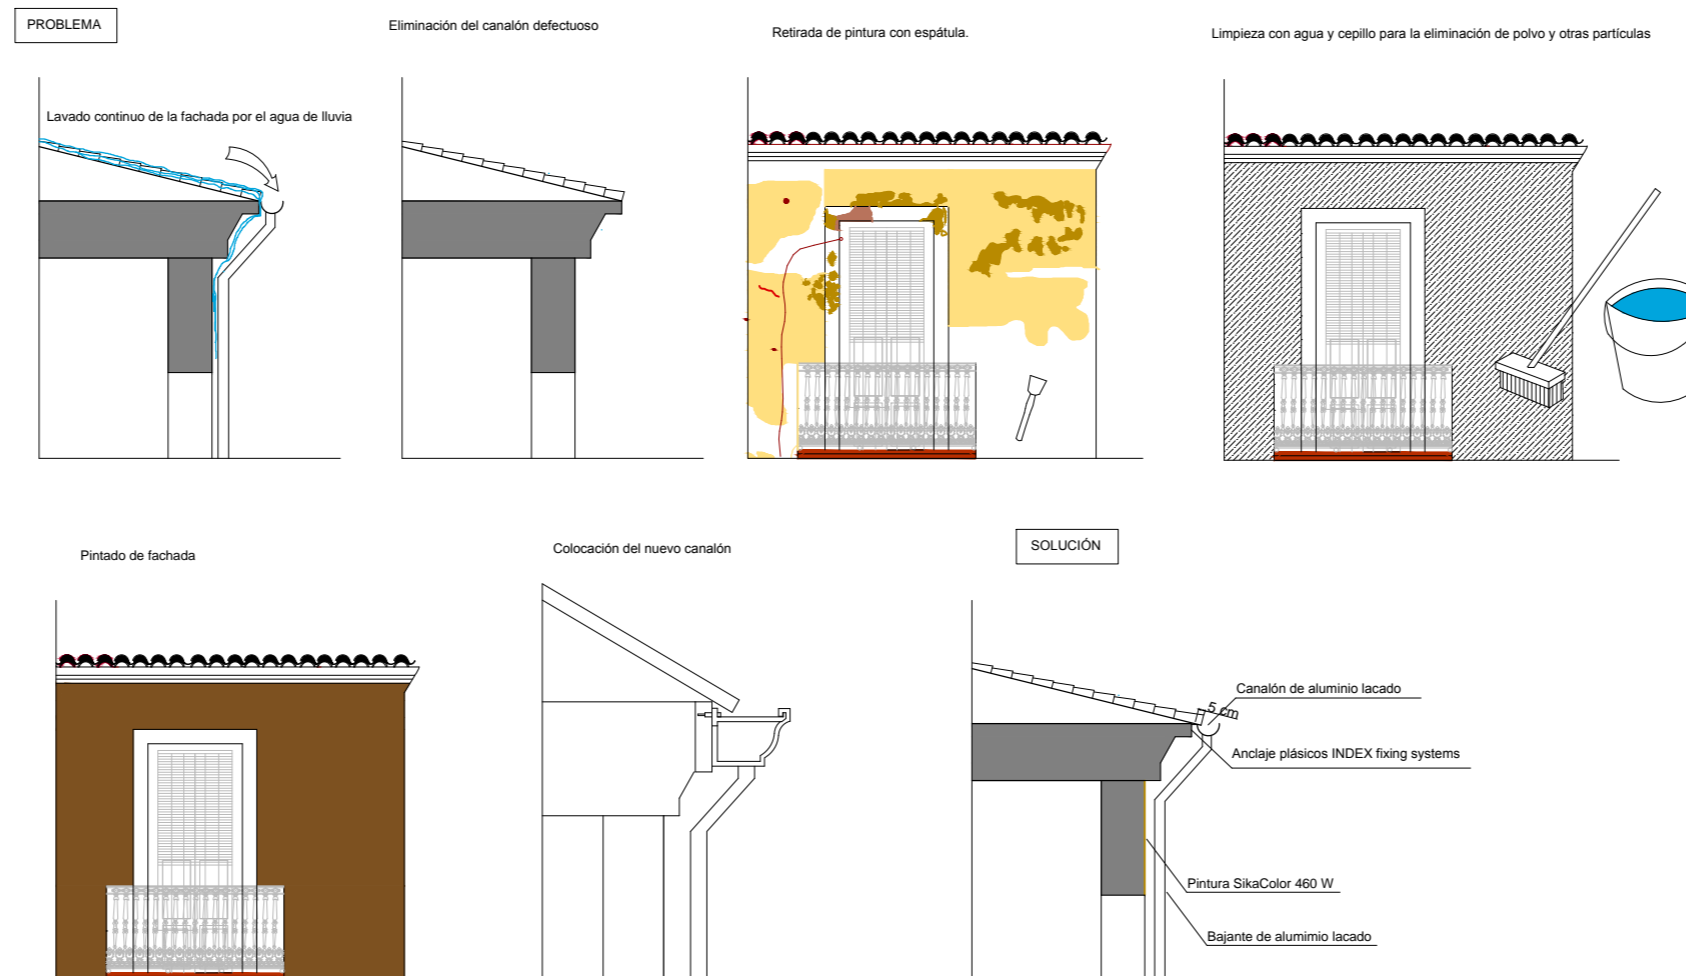 PROBLEMA
Eliminación del canalón defectuoso
Retirada de pintura con espátula.
Limpieza con agua y cepillo para la eliminación de polvo y otras partículas
Lavado continuo de la fachada por el agua de lluvia
Pintado de fachada
Colocación del nuevo canalón
SOLUCIÓN
Canalón de aluminio lacado
5 cm
Anclaje plásicos INDEX fixing systems
Pintura SikaColor 460 W
Bajante de alumimio lacado